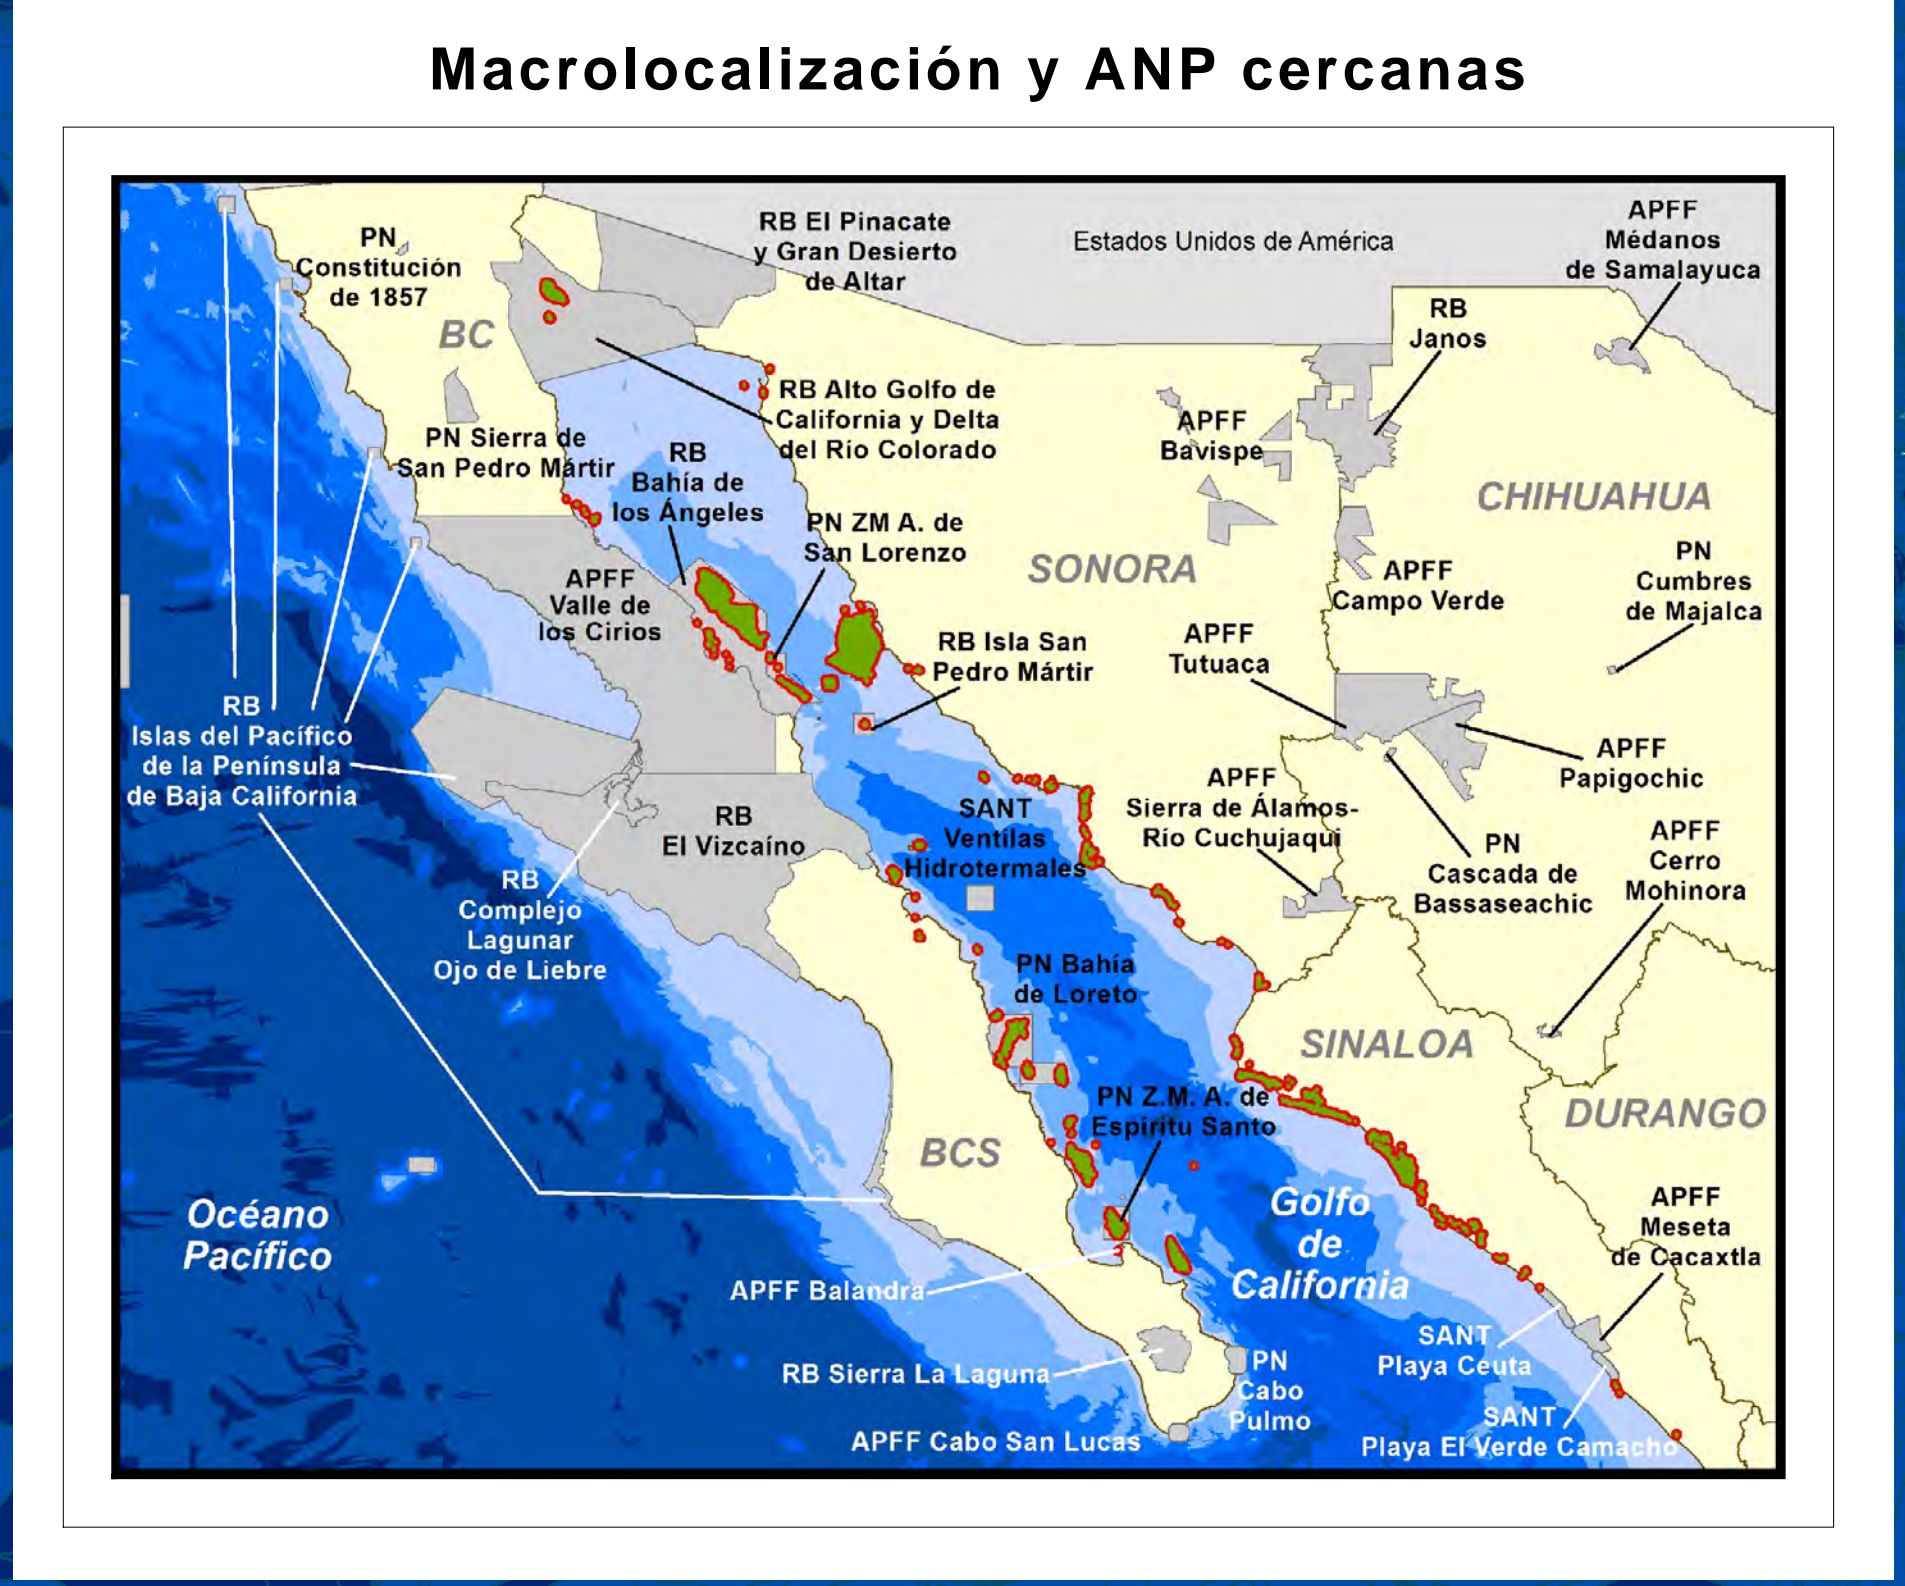 Macrolocalización y ANP cercanas
PN
Constitución
de 1857
BC
RB El Pinacate
y Gran Desierto
de Altar
Estados Unidos de América
APFF
Médanos
de Samalayuca
RB
Janos
RB Alto Golfo de
California y Delta
del Río Colorado
APFF
Bavispe
PN Sierra de
San Pedro Mártir
RB
Bahía de
los Ángeles
PN ZM A. de
San Lorenzo
CHIHUAHUA
SONORA
APFF
Valle de
los Cirios
APFF
Campo Verde
PN
Cumbres
de Majalca
RB Isla San
Pedro Mártir
APFF
Tutuaca
RB
Islas del Pacífico
de la Península
de Baja California
APFF
Papigochic
RB
El Vizcaíno
SANT
Ventilas
Hidrotermales
APFF
Sierra de Álamos-
Río Cuchujaqui
PN
Cascada de
Bassaseachic
APFF
Cerro
Mohinora
RB
Complejo
Lagunar
Ojo de Liebre
PN Bahía
de Loreto
SINALOA
DURANGO
PN Z.M. A. de
Espíritu Santo
BCS
Océano
Pacífico
Golfo
de
California
APFF
Meseta
de Cacaxtla
APFF Balandra
SANT
Playa Ceuta
RB Sierra La Laguna
PN
Cabo
Pulmo
SANT
Playa El Verde Camacho
APFF Cabo San Lucas